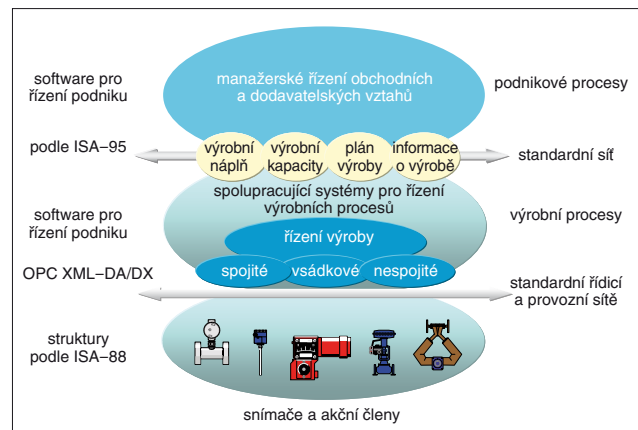 software pro
řízení podniku
manažerské řízení obchodních
a dodavatelských vztahů
podnikové procesy
podle ISA–95
výrobní
náplň
výrobní
kapacity
plán
výroby
informace
o výrobě
standardní síť
spolupracující systémy pro řízení
výrobních procesů
software pro
řízení podniku
řízení výroby
výrobní procesy
spojité
vsádkové
nespojité
OPC XML–DA/DX
standardní řídicí
a provozní sítě
struktury
podle ISA–88
snímače a akční členy